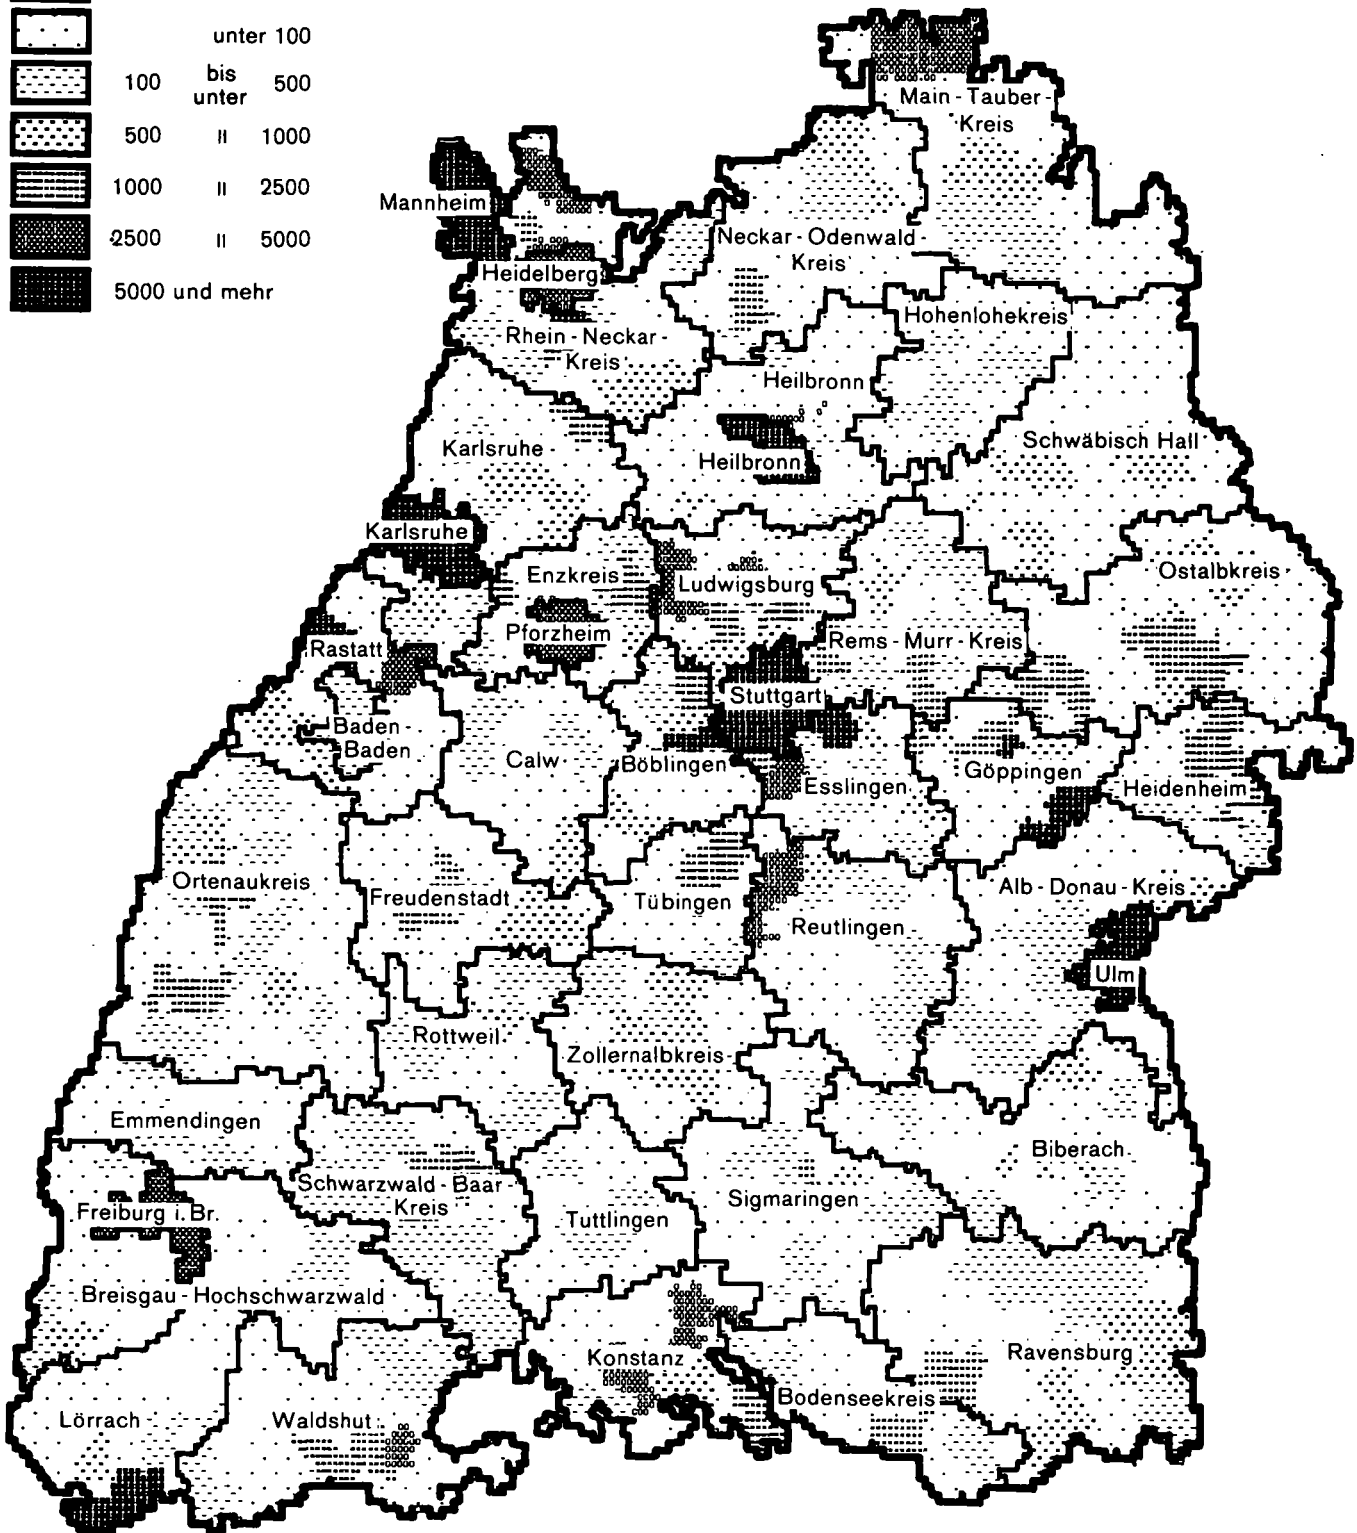 unter 100
100 bis unter 500
500 " 1000
1000 " 2500
2500 " 5000
5000 und mehr
Main-Tauber-
Kreis
Mannheim
Neckar-Odenwald-
Kreis
Heidelberg
Hohenlohekreis
Rhein-Neckar-
Kreis
Heilbronn
Karlsruhe
Heilbronn
Schwäbisch Hall
Karlsruhe
Enzkreis
Ludwigsburg
Ostalbkreis
Pforzheim
Rastatt
Rems-Murr-Kreis
Stuttgart
Baden-
Baden
Calw
Böblingen
Esslingen
Göppingen
Heidenheim
Ortenaukreis
Freudenstadt
Tübingen
Reutlingen
Alb-Donau-Kreis
Ulm
Rottweil
Zollernalbkreis
Emmendingen
Biberach
Schwarzwald-Baar
Kreis
Sigmaringen
Freiburg i.Br.
Tuttlingen
Breisgau-Hochschwarzwald
Konstanz
Ravensburg
Bodenseekreis
Lörrach
Waldshut